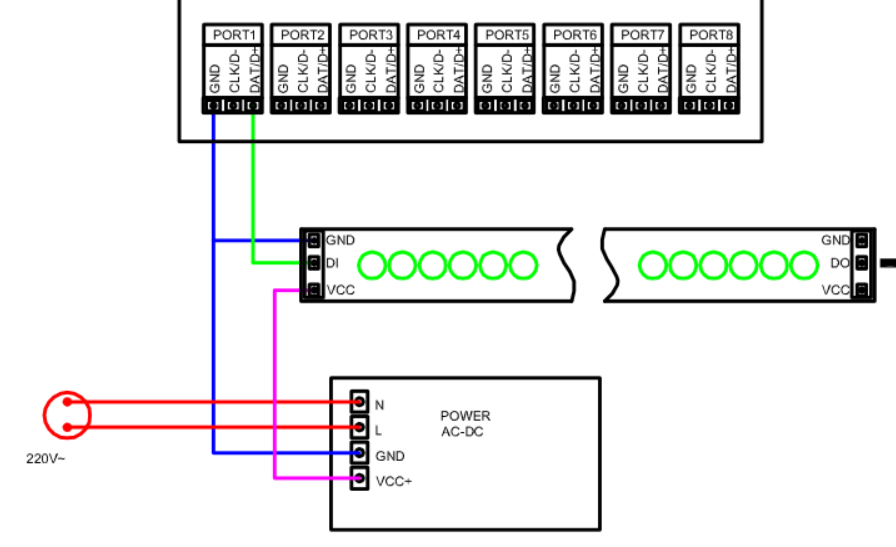 PORT1 PORT2 PORT3 PORT4 PORT5 PORT6 PORT7 PORT8
GND CLK/D- DAT/D+ GND CLK/D- DAT/D+ GND CLK/D- DAT/D+ GND CLK/D- DAT/D+ GND CLK/D- DAT/D+ GND CLK/D- DAT/D+ GND CLK/D- DAT/D+ GND CLK/D- DAT/D+
GND GND
DI DO
VCC VCC
N
POWER
L
AC-DC
GND
220V~
VCC+